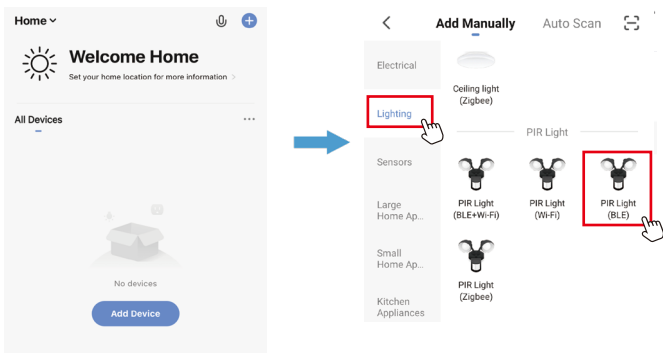 Home
Welcome Home
Set your home location for more information
All Devices
No devices
Add Device
Add Manually
Auto Scan
Electrical
Lighting
Sensors
Large
Home Ap...
Small
Home Ap...
Kitchen
Appliances
Ceiling light
(Zigbee)
PIR Light
PIR Light
(BLE+Wi-Fi)
PIR Light
(Wi-Fi)
PIR Light
(BLE)
PIR Light
(Zigbee)